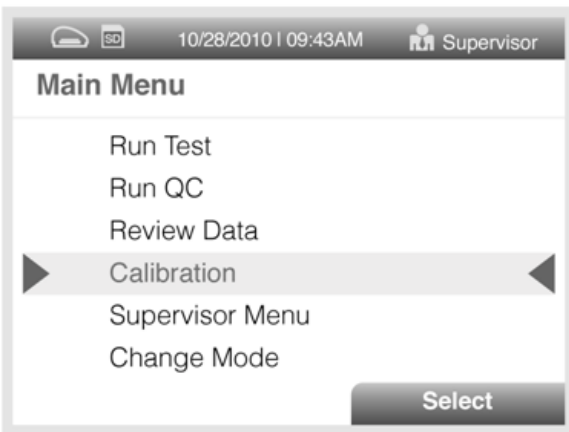 SD 10/28/2010 I 09:43AM Supervisor
Main Menu
Run Test
Run QC
Review Data
Calibration
Supervisor Menu
Change Mode
Select